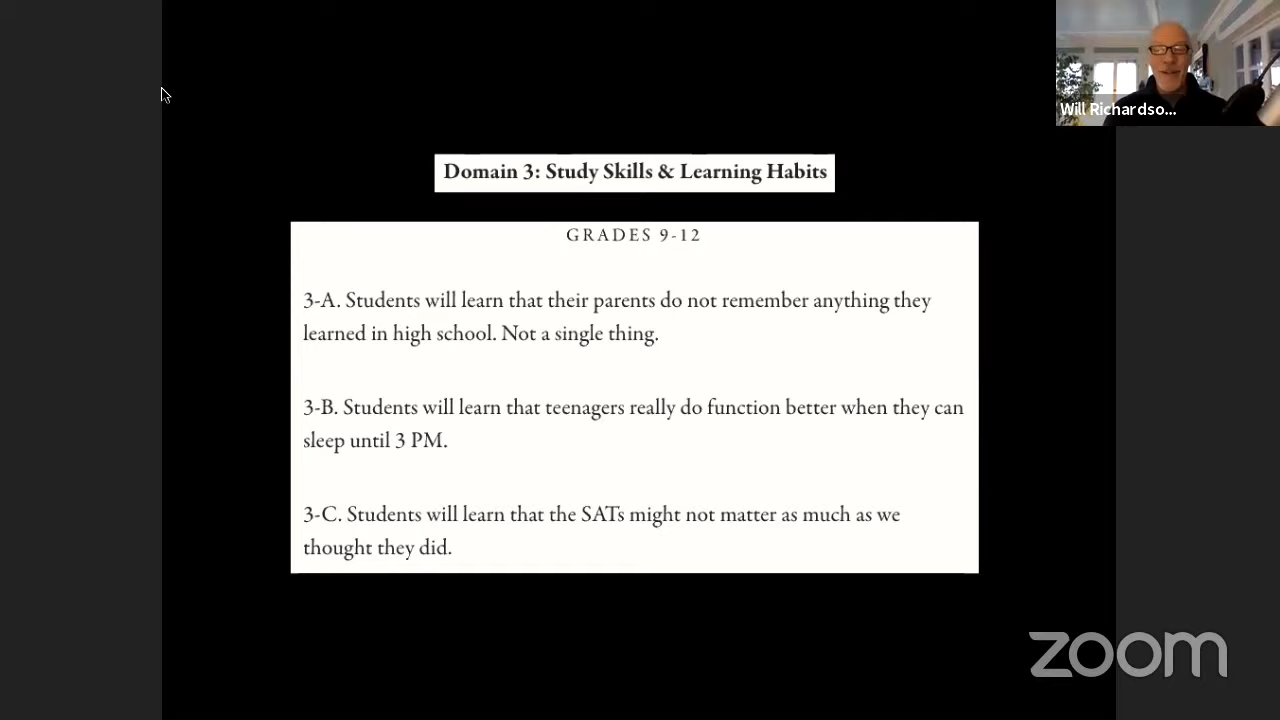 Will Richardso...
Domain 3: Study Skills & Learning Habits
GRADES 9-12
3-A. Students will learn that their parents do not remember anything they
learned in high school. Not a single thing.
3-B. Students will learn that teenagers really do function better when they can
sleep until 3 PM.
3-C. Students will learn that the SATs might not matter as much as we
thought they did.
zoom